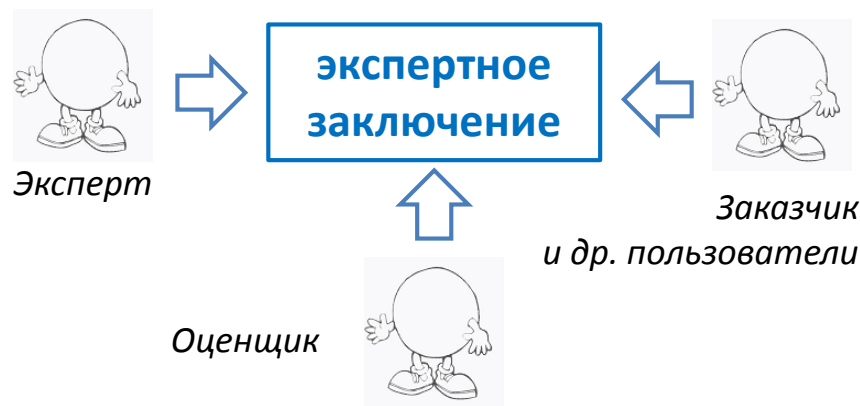 экспертное
заключение
Эксперт
Заказчик
и др. пользователи
Оценщик